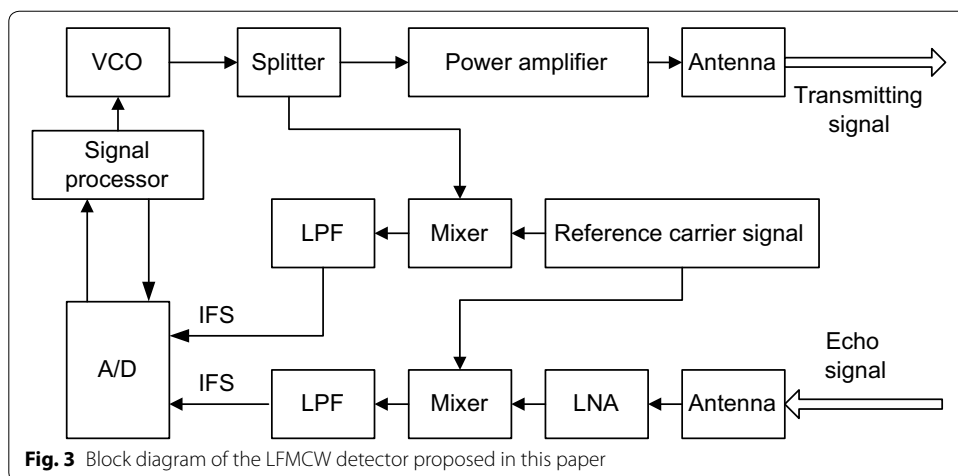 VCO
Splitter
Power amplifier
Antenna
Transmitting
signal
Signal
processor
LPF
Mixer
Reference carrier signal
IFS
A/D
IFS
LPF
Mixer
LNA
Antenna
Echo
signal
Fig. 3 Block diagram of the LFMCW detector proposed in this paper